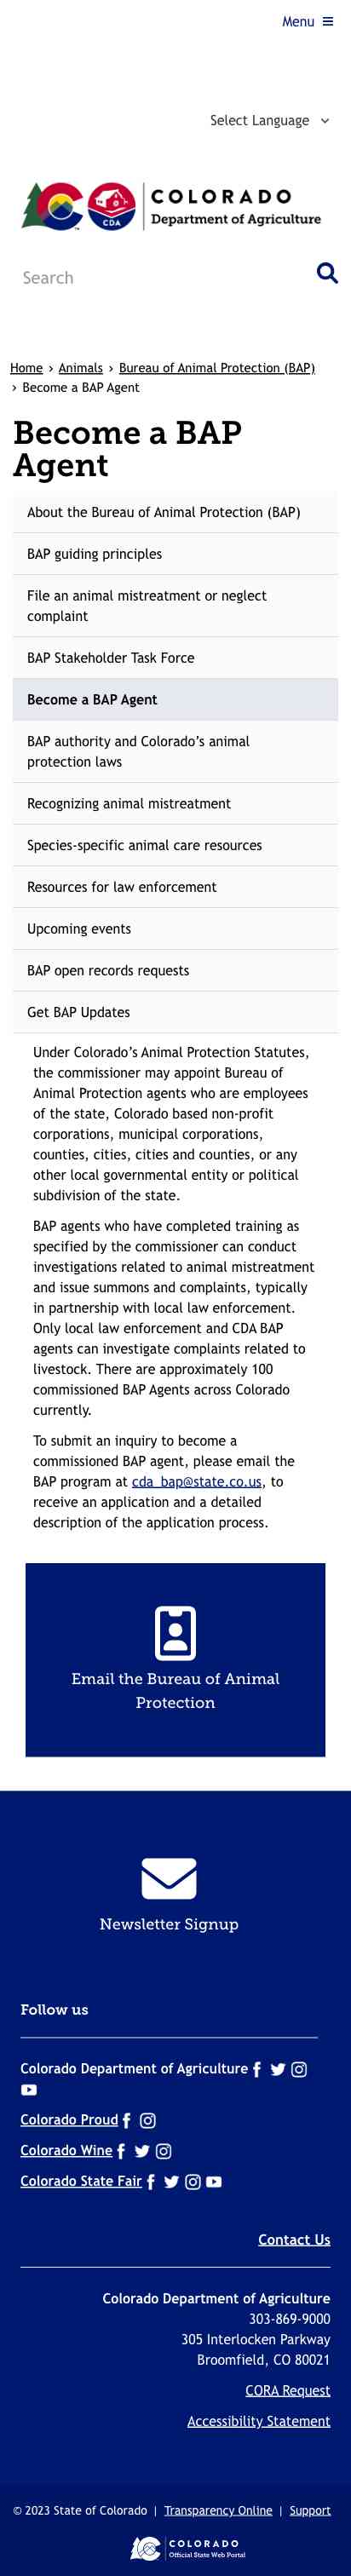 Menu
Select Language
COLORADO
CDA
Department of Agriculture
TM
Search
Home › Animals › Bureau of Animal Protection (BAP)
› Become a BAP Agent
Become a BAP
Agent
About the Bureau of Animal Protection (BAP)
BAP guiding principles
File an animal mistreatment or neglect
complaint
BAP Stakeholder Task Force
Become a BAP Agent
BAP authority and Colorado’s animal
protection laws
Recognizing animal mistreatment
Species-specific animal care resources
Resources for law enforcement
Upcoming events
BAP open records requests
Get BAP Updates
Under Colorado’s Animal Protection Statutes,
the commissioner may appoint Bureau of
Animal Protection agents who are employees
of the state, Colorado based non-profit
corporations, municipal corporations,
counties, cities, cities and counties, or any
other local governmental entity or political
subdivision of the state.
BAP agents who have completed training as
specified by the commissioner can conduct
investigations related to animal mistreatment
and issue summons and complaints, typically
in partnership with local law enforcement.
Only local law enforcement and CDA BAP
agents can investigate complaints related to
livestock. There are approximately 100
commissioned BAP Agents across Colorado
currently.
To submit an inquiry to become a
commissioned BAP agent, please email the
BAP program at cda_bap@state.co.us, to
receive an application and a detailed
description of the application process.
Email the Bureau of Animal
Protection
Newsletter Signup
Follow us
Colorado Department of Agriculture
Colorado Proud
Colorado Wine
Colorado State Fair
Contact Us
Colorado Department of Agriculture
303-869-9000
305 Interlocken Parkway
Broomfield, CO 80021
CORA Request
Accessibility Statement
© 2023 State of Colorado | Transparency Online | Support
COLORADO
Official State Web Portal